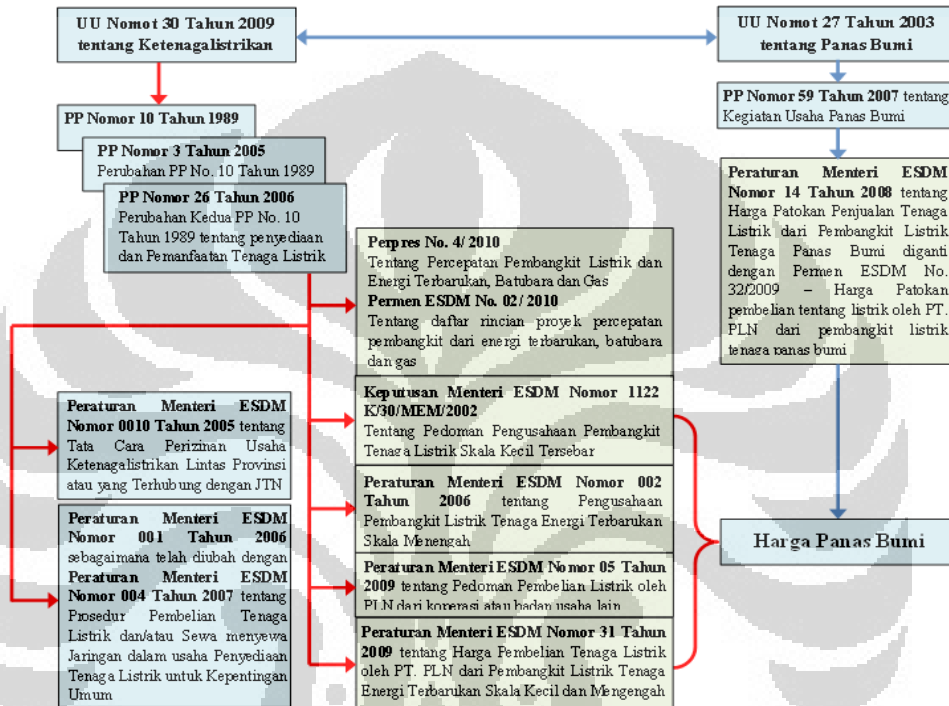 UU Nomot 30 Tahun 2009
tentang Ketenagalistrikan
UU Nomot 27 Tahun 2003
tentang Panas Bumi
PP Nomor 10 Tahun 1989
PP Nomor 3 Tahun 2005
Perubahan PP No. 10 Tahun 1989
PP Nomor 26 Tahun 2006
Perubahan Kedua PP No. 10
Tahun 1989 tentang penyediaan
dan Pemanfaatan Tenaga Listrik
PP Nomor 59 Tahun 2007 tentang
Kegiatan Usaha Panas Bumi
Peraturan Menteri ESDM
Nomor 14 Tahun 2008 tentang
Harga Patokan Penjualan Tenaga
Listrik dari Pembangkit Listrik
Tenaga Panas Bumi diganti
dengan Permen ESDM No.
32/2009 – Harga Patokan
pembelian tentang listrik oleh PT.
PLN dari pembangkit listrik
tenaga panas bumi
Perpres No. 4/ 2010
Tentang Percepatan Pembangkit Listrik dan
Energi Terbarukan, Batubara dan Gas
Permen ESDM No. 02/ 2010
Tentang daftar rincian proyek percepatan
pembangkit dari energi terbarukan, batubara
dan gas
Keputusan Menteri ESDM Nomor 1122
K/30/MEM/2002
Tentang Pedoman Pengusahaan Pembangkit
Tenaga Listrik Skala Kecil Tersebar
Peraturan Menteri ESDM Nomor 002
Tahun 2006 tentang Pengusahaan
Pembangkit Listrik Tenaga Energi Terbarukan
Skala Menengah
Peraturan Menteri ESDM Nomor 05 Tahun
2009 tentang Pedoman Pembelian Listrik oleh
PLN dari koperasi atau badan usaha lain
Peraturan Menteri ESDM Nomor 31 Tahun
2009 tentang Harga Pembelian Tenaga Listrik
oleh PT. PLN dari Pembangkit Listrik Tenaga
Energi Terbarukan Skala Kecil dan Mengengah
Peraturan Menteri ESDM
Nomor 0010 Tahun 2005 tentang
Tata Cara Perizinan Usaha
Ketenagalistrikan Lintas Provinsi
atau yang Terhubung dengan JTN
Peraturan Menteri ESDM
Nomor 001 Tahun 2006
sebagaimana telah diubah dengan
Peraturan Menteri ESDM
Nomor 004 Tahun 2007 tentang
Prosedur Pembelian Tenaga
Listrik dan/atau Sewa menyewa
Jaringan dalam usaha Penyediaan
Tenaga Listrik untuk Kepentingan
Umum
Harga Panas Bumi